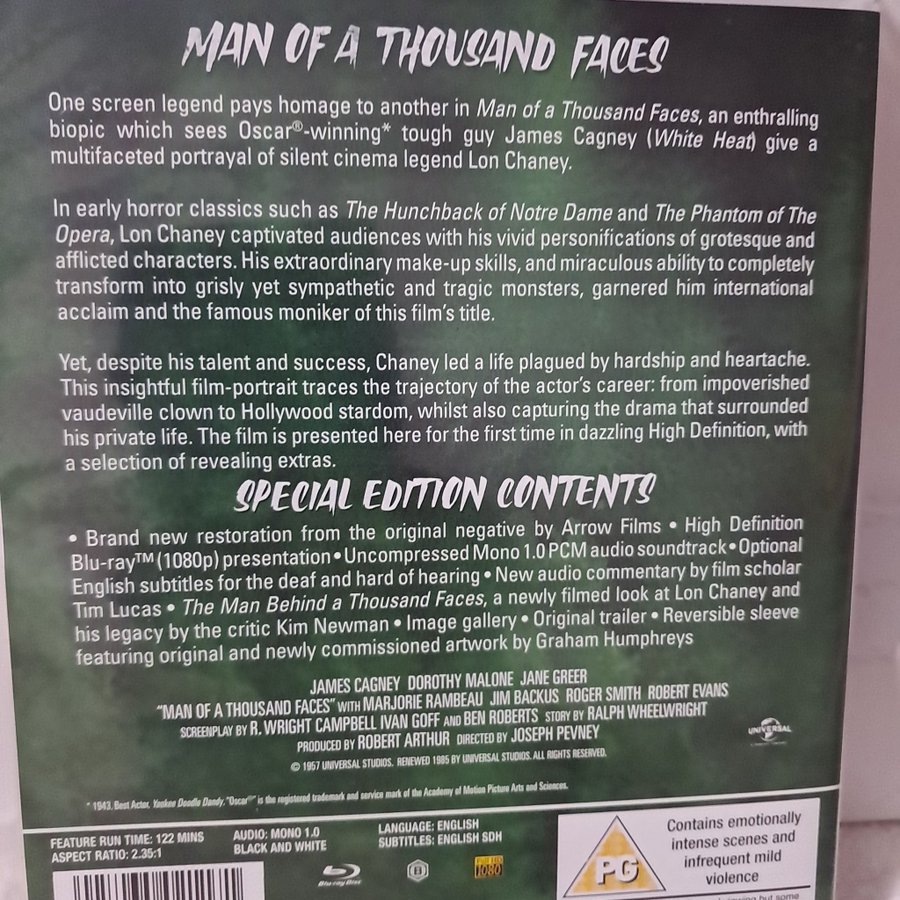 MAN OF A THOUSAND FACES
One screen legend pays homage to another in Man of a Thousand Faces, an enthralling
biopic which sees Oscar®-winning* tough guy James Cagney (White Heat) give a
multifaceted portrayal of silent cinema legend Lon Chaney.
In early horror classics such as The Hunchback of Notre Dame and The Phantom of The
Opera, Lon Chaney captivated audiences with his vivid personifications of grotesque and
afflicted characters. His extraordinary make-up skills, and miraculous ability to completely
transform into grisly yet sympathetic and tragic monsters, garnered him international
acclaim and the famous moniker of this film's title.
Yet, despite his talent and success, Chaney led a life plagued by hardship and heartache.
This insightful film-portrait traces the trajectory of the actor's career: from impoverished
vaudeville clown to Hollywood stardom, whilst also capturing the drama that surrounded
his private life. The film is presented here for the first time in dazzling High Definition, with
a selection of revealing extras.
SPECIAL EDITION CONTENTS
• Brand new restoration from the original negative by Arrow Films • High Definition
Blu-ray™ (1080p) presentation • Uncompressed Mono 1.0 PCM audio soundtrack • Optional
English subtitles for the deaf and hard of hearing • New audio commentary by film scholar
Tim Lucas • The Man Behind a Thousand Faces, a newly filmed look at Lon Chaney and
his legacy by the critic Kim Newman • Image gallery • Original trailer • Reversible sleeve
featuring original and newly commissioned artwork by Graham Humphreys
JAMES CAGNEY DOROTHY MALONE JANE GREER
"MAN OF A THOUSAND FACES" WITH MARJORIE RAMBEAU JIM BACKUS ROGER SMITH ROBERT EVANS
SCREENPLAY BY R. WRIGHT CAMPBELL IVAN GOFF AND BEN ROBERTS STORY BY RALPH WHEELWRIGHT
PRODUCED BY ROBERT ARTHUR DIRECTED BY JOSEPH PEVNEY
© 1957 UNIVERSAL STUDIOS. RENEWED 1985 BY UNIVERSAL STUDIOS. ALL RIGHTS RESERVED.
UNIVERSAL
* 1943, Best Actor, Yankee Doodle Dandy, "Oscar®" is the registered trademark and service mark of the Academy of Motion Picture Arts and Sciences.
FEATURE RUN TIME: 122 MINS
ASPECT RATIO: 2.35:1
AUDIO: MONO 1.0
BLACK AND WHITE
LANGUAGE: ENGLISH
SUBTITLES: ENGLISH SDH
Blu-ray Disc
B
Full HD
1080
PG
Contains emotionally
intense scenes and
infrequent mild
violence
but some